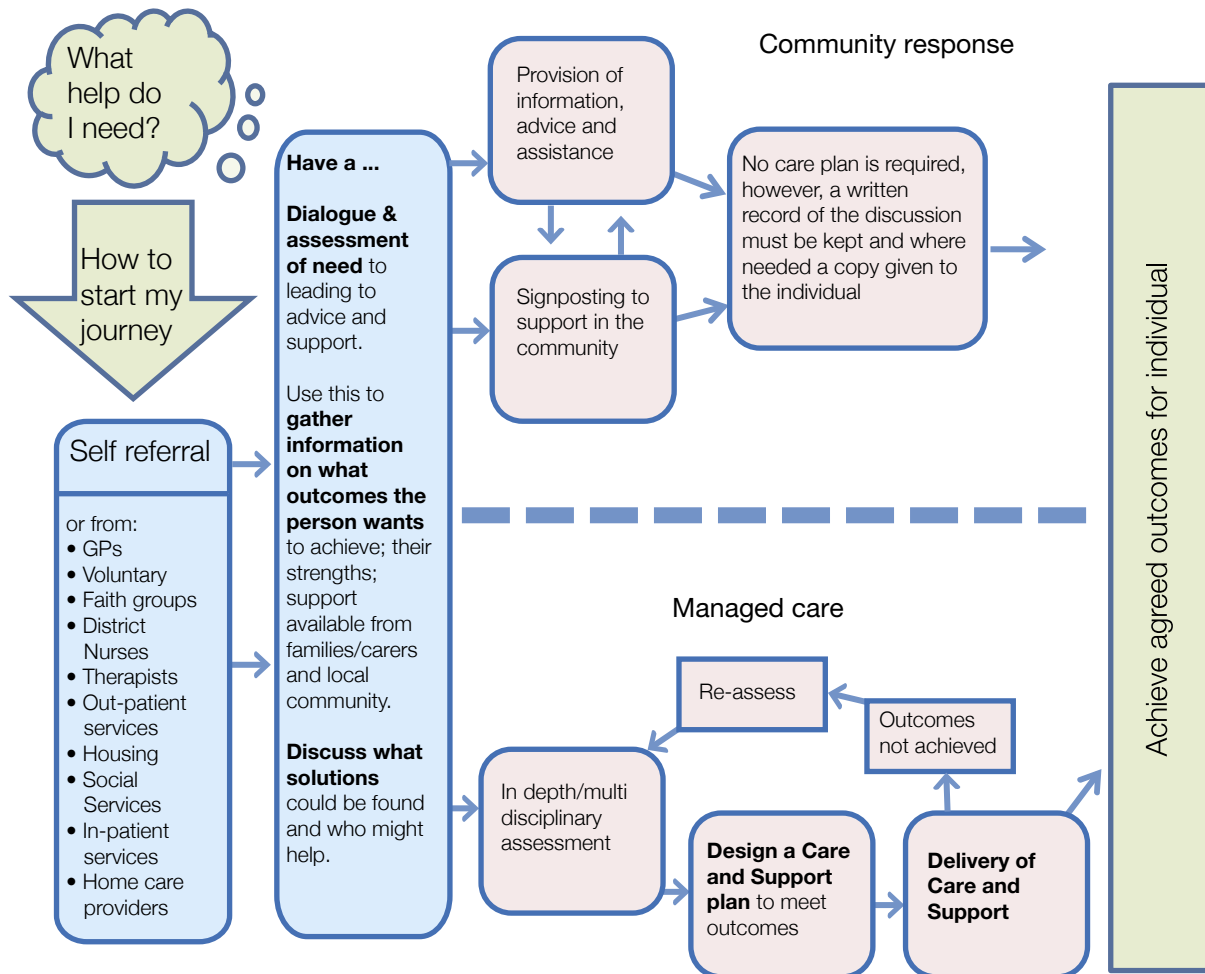 What
help do
I need?
How to
start my
journey
Self referral
or from:
• GPs
• Voluntary
• Faith groups
• District
Nurses
• Therapists
• Out-patient
services
• Housing
• Social
Services
• In-patient
services
• Home care
providers
Have a ...
Dialogue &
assessment
of need to
leading to
advice and
support.
Use this to
gather
information
on what
outcomes the
person wants
to achieve; their
strengths;
support
available from
families/carers
and local
community.
Discuss what
solutions
could be found
and who might
help.
Community response
Provision of
information,
advice and
assistance
Signposting to
support in the
community
No care plan is required,
however, a written
record of the discussion
must be kept and where
needed a copy given to
the individual
Managed care
Re-assess
Outcomes
not achieved
In depth/multi
disciplinary
assessment
Design a Care
and Support
plan to meet
outcomes
Delivery of
Care and
Support
Achieve agreed outcomes for individual